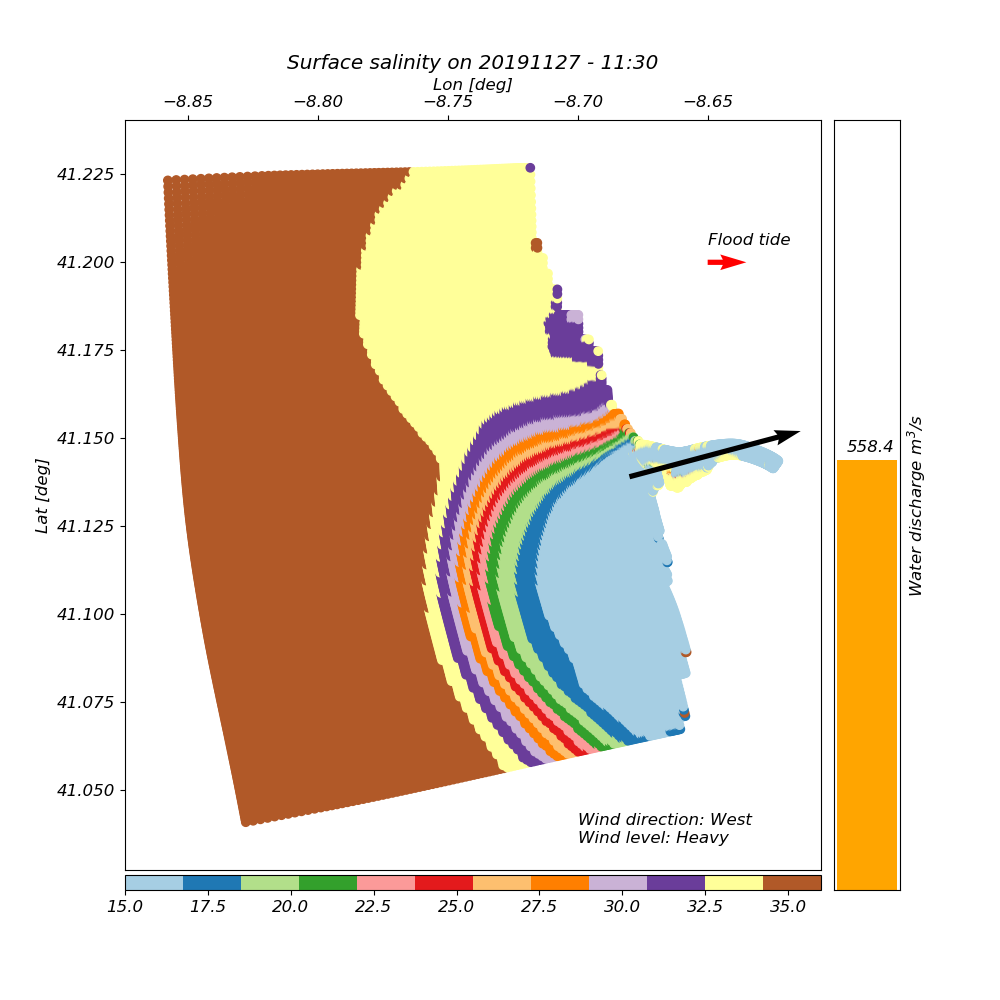 Surface salinity on 20191127 - 11:30
Lon [deg]
−8.85 −8.80 −8.75 −8.70 −8.65
41.225
41.200
41.175
41.150
41.125
41.100
41.075
41.050
Lat [deg]
Flood tide
558.4
Water discharge m³/s
Wind direction: West
Wind level: Heavy
15.0 17.5 20.0 22.5 25.0 27.5 30.0 32.5 35.0